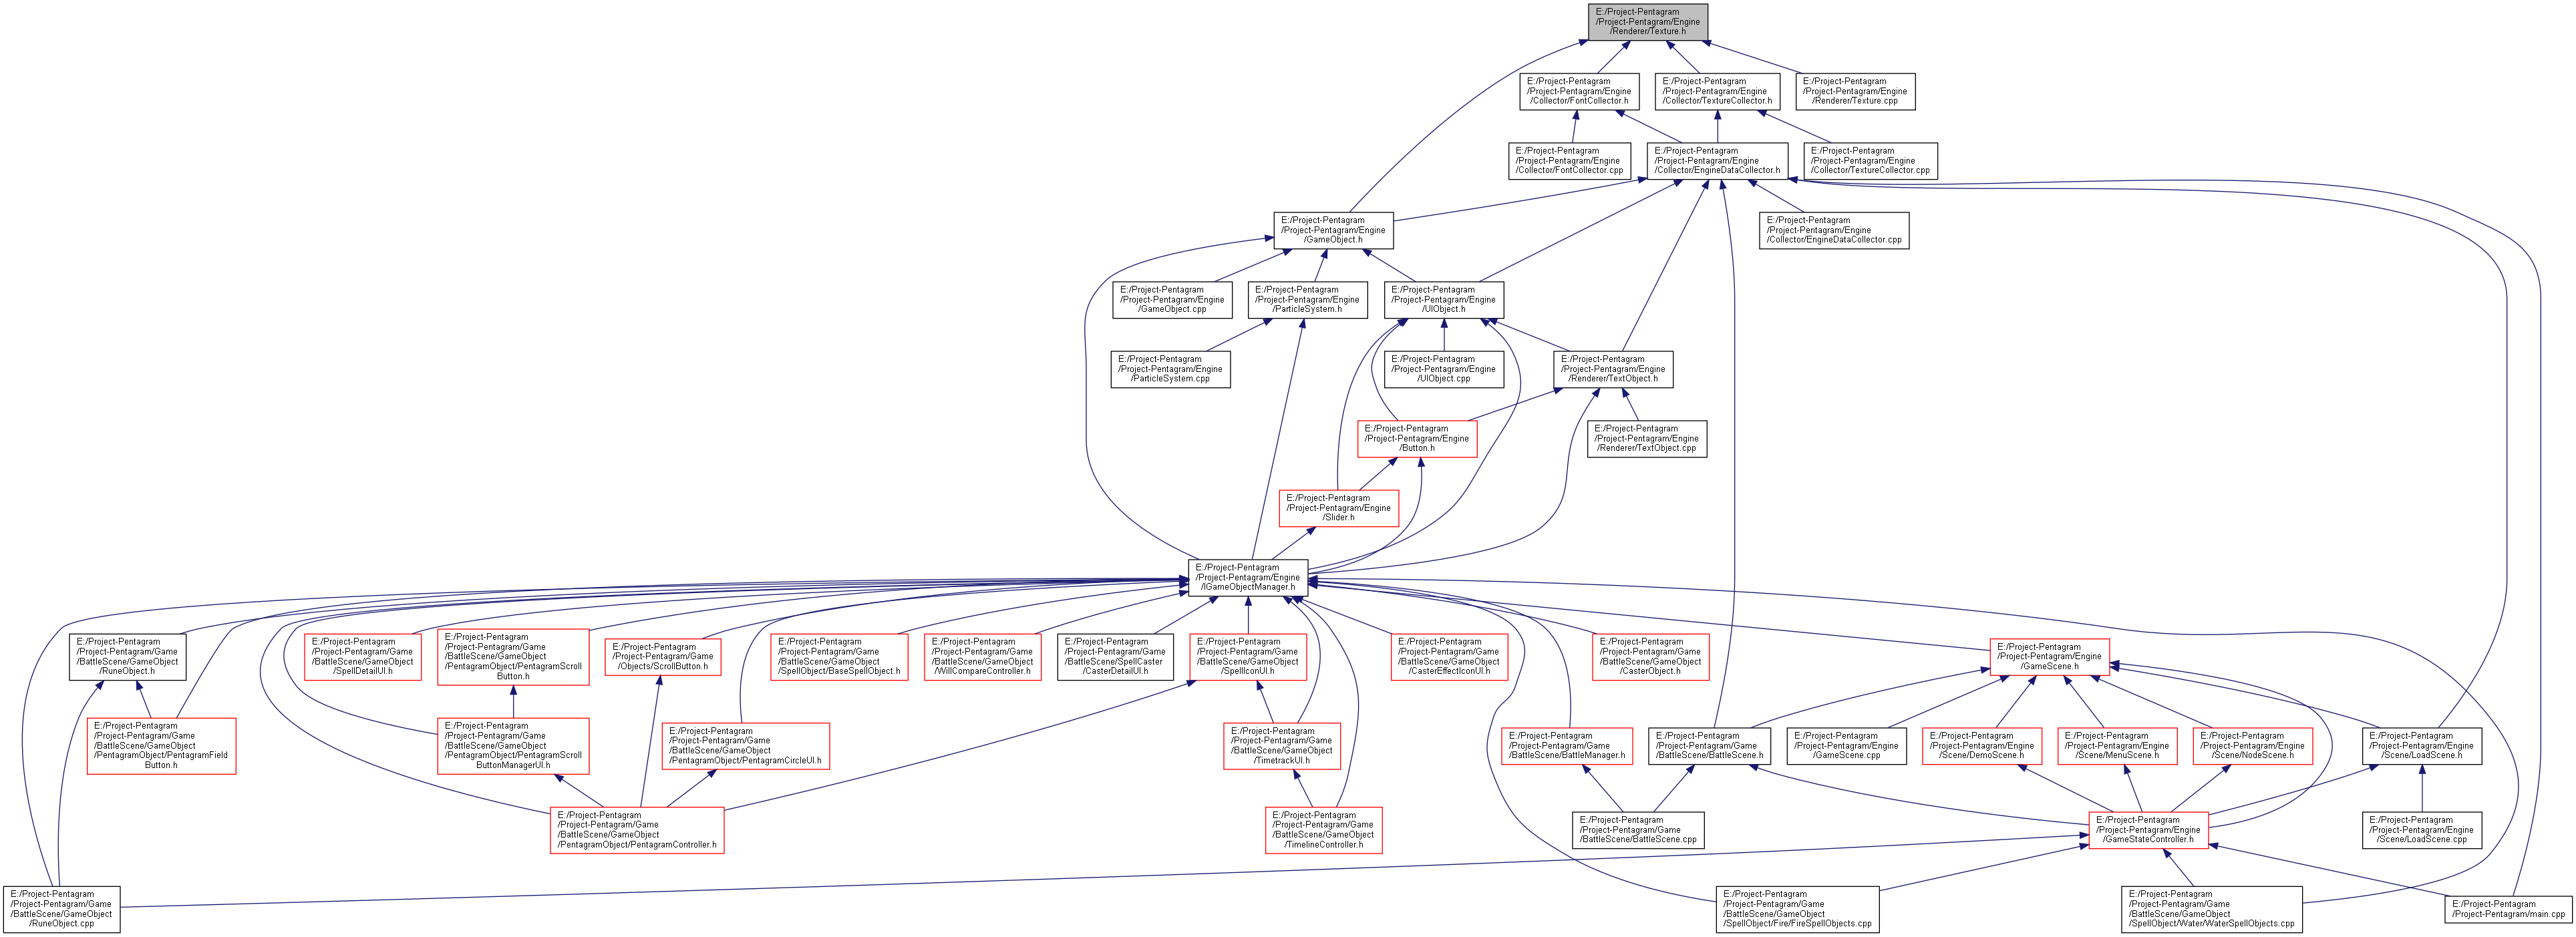 E:/Project-Pentagram
/Project-Pentagram/Engine
/Renderer/Texture.h
E:/Project-Pentagram
/Project-Pentagram/Engine
/Collector/FontCollector.h
E:/Project-Pentagram
/Project-Pentagram/Engine
/Collector/TextureCollector.h
E:/Project-Pentagram
/Project-Pentagram/Engine
/Renderer/Texture.cpp
E:/Project-Pentagram
/Project-Pentagram/Engine
/Collector/FontCollector.cpp
E:/Project-Pentagram
/Project-Pentagram/Engine
/Collector/EngineDataCollector.h
E:/Project-Pentagram
/Project-Pentagram/Engine
/Collector/TextureCollector.cpp
E:/Project-Pentagram
/Project-Pentagram/Engine
/GameObject.h
E:/Project-Pentagram
/Project-Pentagram/Engine
/Collector/EngineDataCollector.cpp
E:/Project-Pentagram
/Project-Pentagram/Engine
/GameObject.cpp
E:/Project-Pentagram
/Project-Pentagram/Engine
/ParticleSystem.h
E:/Project-Pentagram
/Project-Pentagram/Engine
/UIObject.h
E:/Project-Pentagram
/Project-Pentagram/Engine
/ParticleSystem.cpp
E:/Project-Pentagram
/Project-Pentagram/Engine
/UIObject.cpp
E:/Project-Pentagram
/Project-Pentagram/Engine
/Renderer/TextObject.h
E:/Project-Pentagram
/Project-Pentagram/Engine
/Button.h
E:/Project-Pentagram
/Project-Pentagram/Engine
/Renderer/TextObject.cpp
E:/Project-Pentagram
/Project-Pentagram/Engine
/Slider.h
E:/Project-Pentagram
/Project-Pentagram/Engine
/IGameObjectManager.h
E:/Project-Pentagram
/Project-Pentagram/Game
/BattleScene/GameObject
/RuneObject.h
E:/Project-Pentagram
/Project-Pentagram/Game
/BattleScene/GameObject
/SpellDetailUI.h
E:/Project-Pentagram
/Project-Pentagram/Game
/BattleScene/GameObject
/PentagramObject/PentagramScroll
Button.h
E:/Project-Pentagram
/Project-Pentagram/Game
/Objects/ScrollButton.h
E:/Project-Pentagram
/Project-Pentagram/Game
/BattleScene/GameObject
/SpellObject/BaseSpellObject.h
E:/Project-Pentagram
/Project-Pentagram/Game
/BattleScene/GameObject
/WillCompareController.h
E:/Project-Pentagram
/Project-Pentagram/Game
/BattleScene/SpellCaster
/CasterDetailUI.h
E:/Project-Pentagram
/Project-Pentagram/Game
/BattleScene/GameObject
/SpellIconUI.h
E:/Project-Pentagram
/Project-Pentagram/Game
/BattleScene/GameObject
/CasterEffectIconUI.h
E:/Project-Pentagram
/Project-Pentagram/Game
/BattleScene/GameObject
/CasterObject.h
E:/Project-Pentagram
/Project-Pentagram/Engine
/GameScene.h
E:/Project-Pentagram
/Project-Pentagram/Game
/BattleScene/GameObject
/PentagramObject/PentagramField
Button.h
E:/Project-Pentagram
/Project-Pentagram/Game
/BattleScene/GameObject
/PentagramObject/PentagramScroll
ButtonManagerUI.h
E:/Project-Pentagram
/Project-Pentagram/Game
/BattleScene/GameObject
/PentagramObject/PentagramCircleUI.h
E:/Project-Pentagram
/Project-Pentagram/Game
/BattleScene/GameObject
/TimetrackUI.h
E:/Project-Pentagram
/Project-Pentagram/Game
/BattleScene/BattleManager.h
E:/Project-Pentagram
/Project-Pentagram/Game
/BattleScene/BattleScene.h
E:/Project-Pentagram
/Project-Pentagram/Engine
/GameScene.cpp
E:/Project-Pentagram
/Project-Pentagram/Engine
/Scene/DemoScene.h
E:/Project-Pentagram
/Project-Pentagram/Engine
/Scene/MenuScene.h
E:/Project-Pentagram
/Project-Pentagram/Engine
/Scene/NodeScene.h
E:/Project-Pentagram
/Project-Pentagram/Engine
/Scene/LoadScene.h
E:/Project-Pentagram
/Project-Pentagram/Game
/BattleScene/GameObject
/PentagramObject/PentagramController.h
E:/Project-Pentagram
/Project-Pentagram/Game
/BattleScene/GameObject
/TimelineController.h
E:/Project-Pentagram
/Project-Pentagram/Game
/BattleScene/BattleScene.cpp
E:/Project-Pentagram
/Project-Pentagram/Engine
/GameStateController.h
E:/Project-Pentagram
/Project-Pentagram/Engine
/Scene/LoadScene.cpp
E:/Project-Pentagram
/Project-Pentagram/Game
/BattleScene/GameObject
/RuneObject.cpp
E:/Project-Pentagram
/Project-Pentagram/Game
/BattleScene/GameObject
/SpellObject/Fire/FireSpellObjects.cpp
E:/Project-Pentagram
/Project-Pentagram/Game
/BattleScene/GameObject
/SpellObject/Water/WaterSpellObjects.cpp
E:/Project-Pentagram
/Project-Pentagram/main.cpp